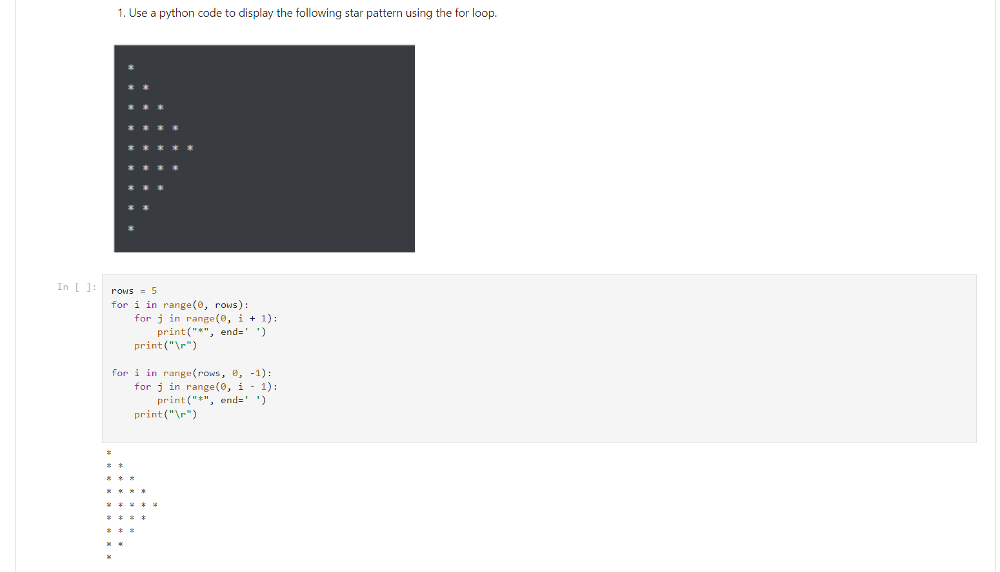 1. Use a python code to display the following star pattern using the for loop.
*
* *
* * *
* * * *
* * * * *
* * * *
* * *
* *
*
In [ ]:
rows = 5
for i in range(0, rows):
    for j in range(0, i + 1):
        print("*", end=' ')
    print("\r")

for i in range(rows, 0, -1):
    for j in range(0, i - 1):
        print("*", end=' ')
    print("\r")
*
* *
* * *
* * * *
* * * * *
* * * *
* * *
* *
*